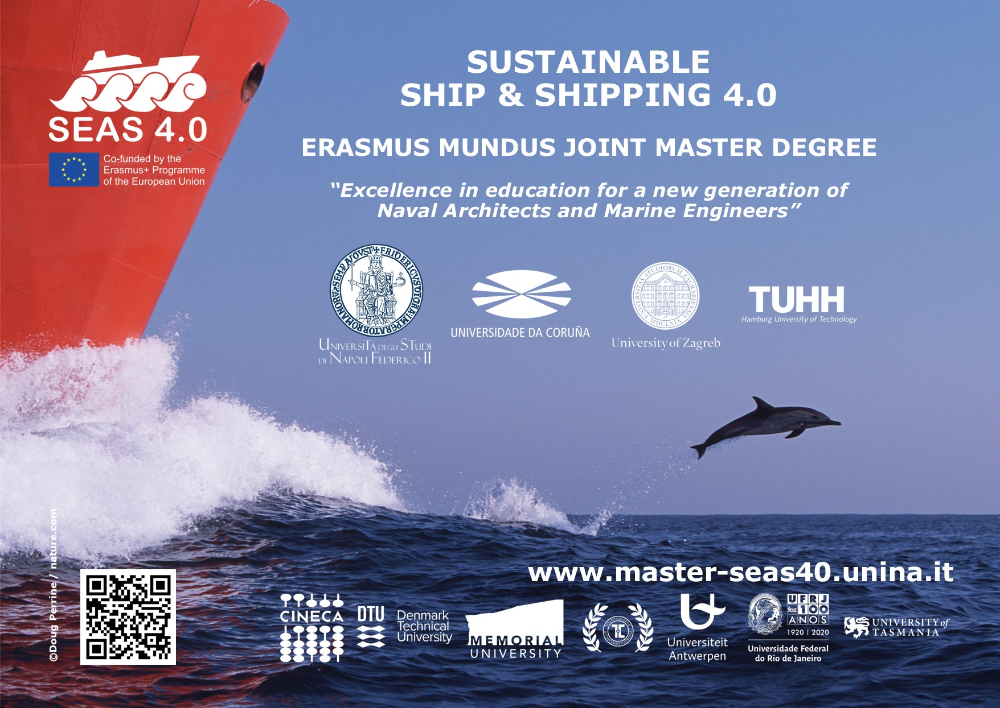 SEAS 4.0
Co-funded by the
Erasmus+ Programme
of the European Union
SUSTAINABLE
SHIP & SHIPPING 4.0
ERASMUS MUNDUS JOINT MASTER DEGREE
“Excellence in education for a new generation of
Naval Architects and Marine Engineers”
UNIVERSITÀ DEGLI STUDI
DI NAPOLI FEDERICO II
UNIVERSIDADE DA CORUÑA
UNIVERSITAS STUDIORUM ZAGRABIENSIS
MDCLXIX
University of Zagreb
TUHH
Hamburg University of Technology
©Doug Perrine / nature.com
www.master-seas40.unina.it
CINECA
DTU
Denmark
Technical
University
MEMORIAL
UNIVERSITY
Universiteit
Antwerpen
UFRJ
faz 100
ANOS
1920 | 2020
Universidade Federal
do Rio de Janeiro
UNIVERSITY of
TASMANIA